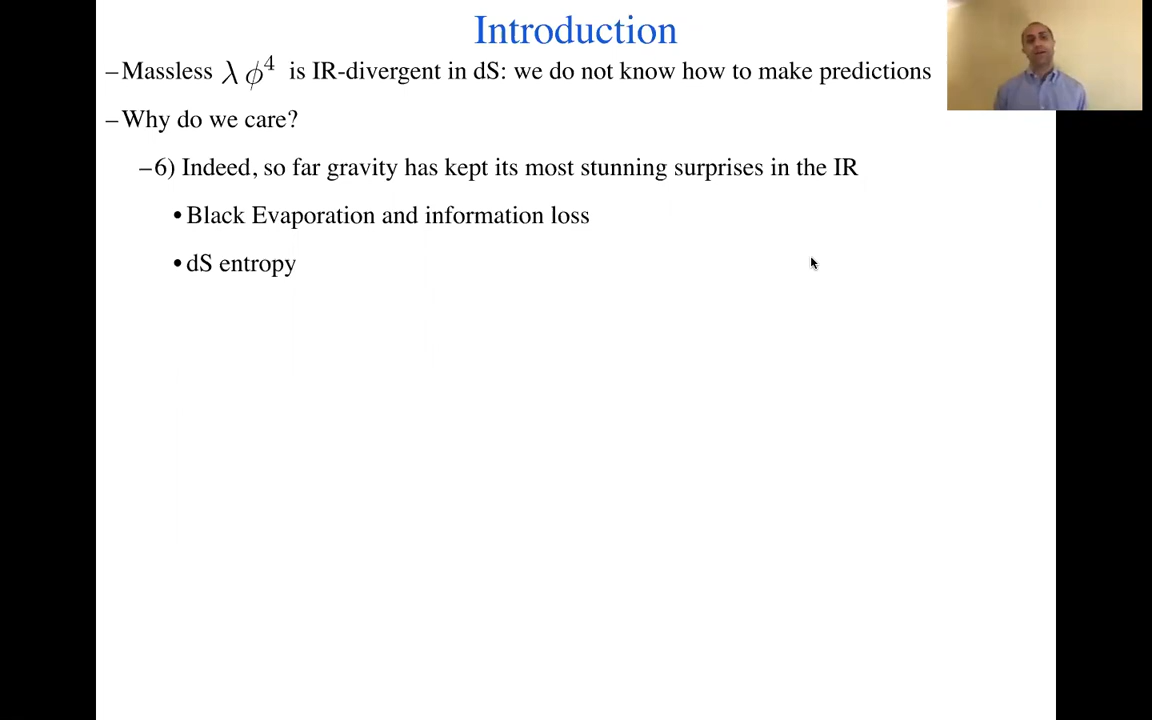 Introduction
–Massless λ ϕ⁴ is IR-divergent in dS: we do not know how to make predictions
–Why do we care?
–6) Indeed, so far gravity has kept its most stunning surprises in the IR
•Black Evaporation and information loss
•dS entropy